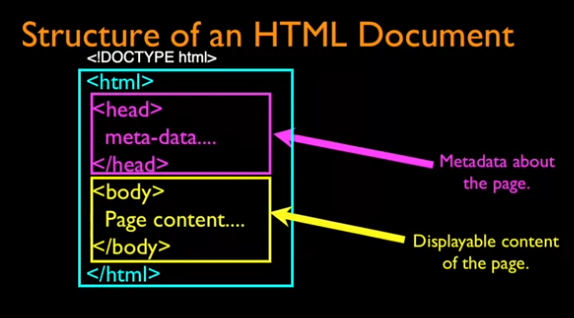 Structure of an HTML Document
<!DOCTYPE html>
<html>
<head>
meta-data....
</head>
Metadata about
the page.
<body>
Page content....
</body>
Displayable content
of the page.
</html>